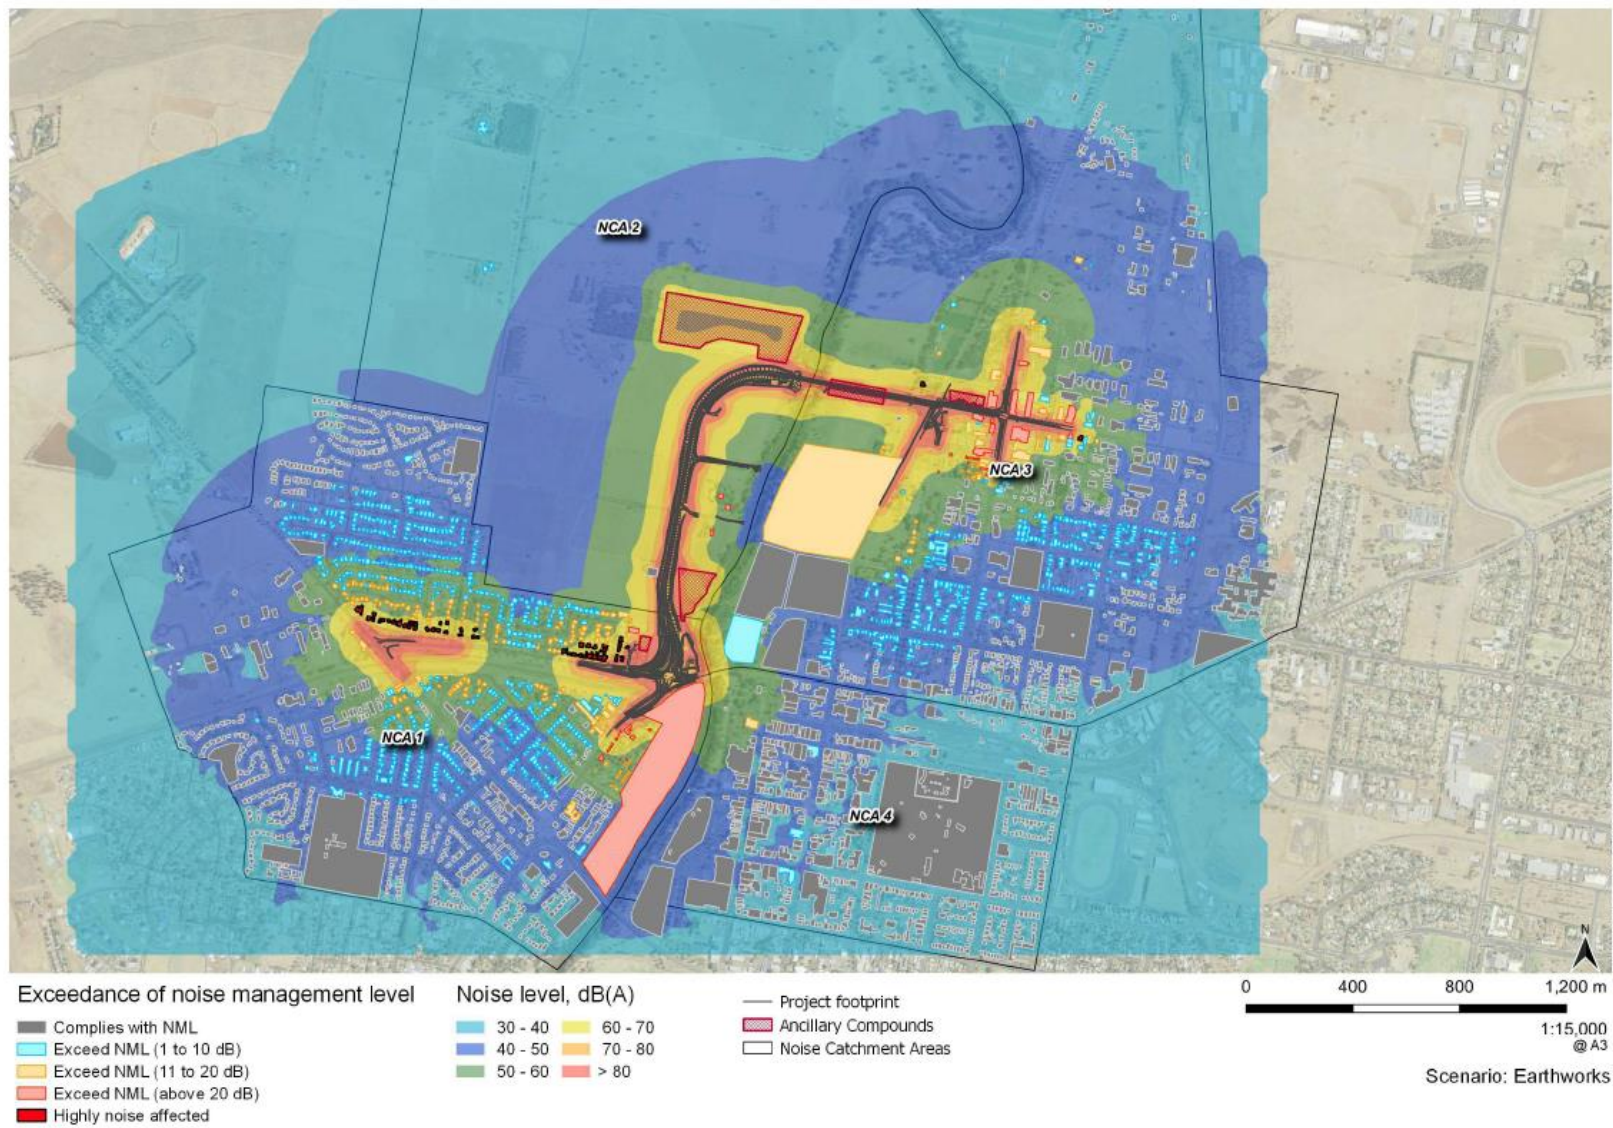 NCA 2
NCA 3
NCA 1
NCA 4
N
Exceedance of noise management level
Complies with NML
Exceed NML (1 to 10 dB)
Exceed NML (11 to 20 dB)
Exceed NML (above 20 dB)
Highly noise affected
Noise level, dB(A)
30 - 40
40 - 50
50 - 60
60 - 70
70 - 80
> 80
Project footprint
Ancillary Compounds
Noise Catchment Areas
0 400 800 1,200 m
1:15,000
@ A3
Scenario: Earthworks